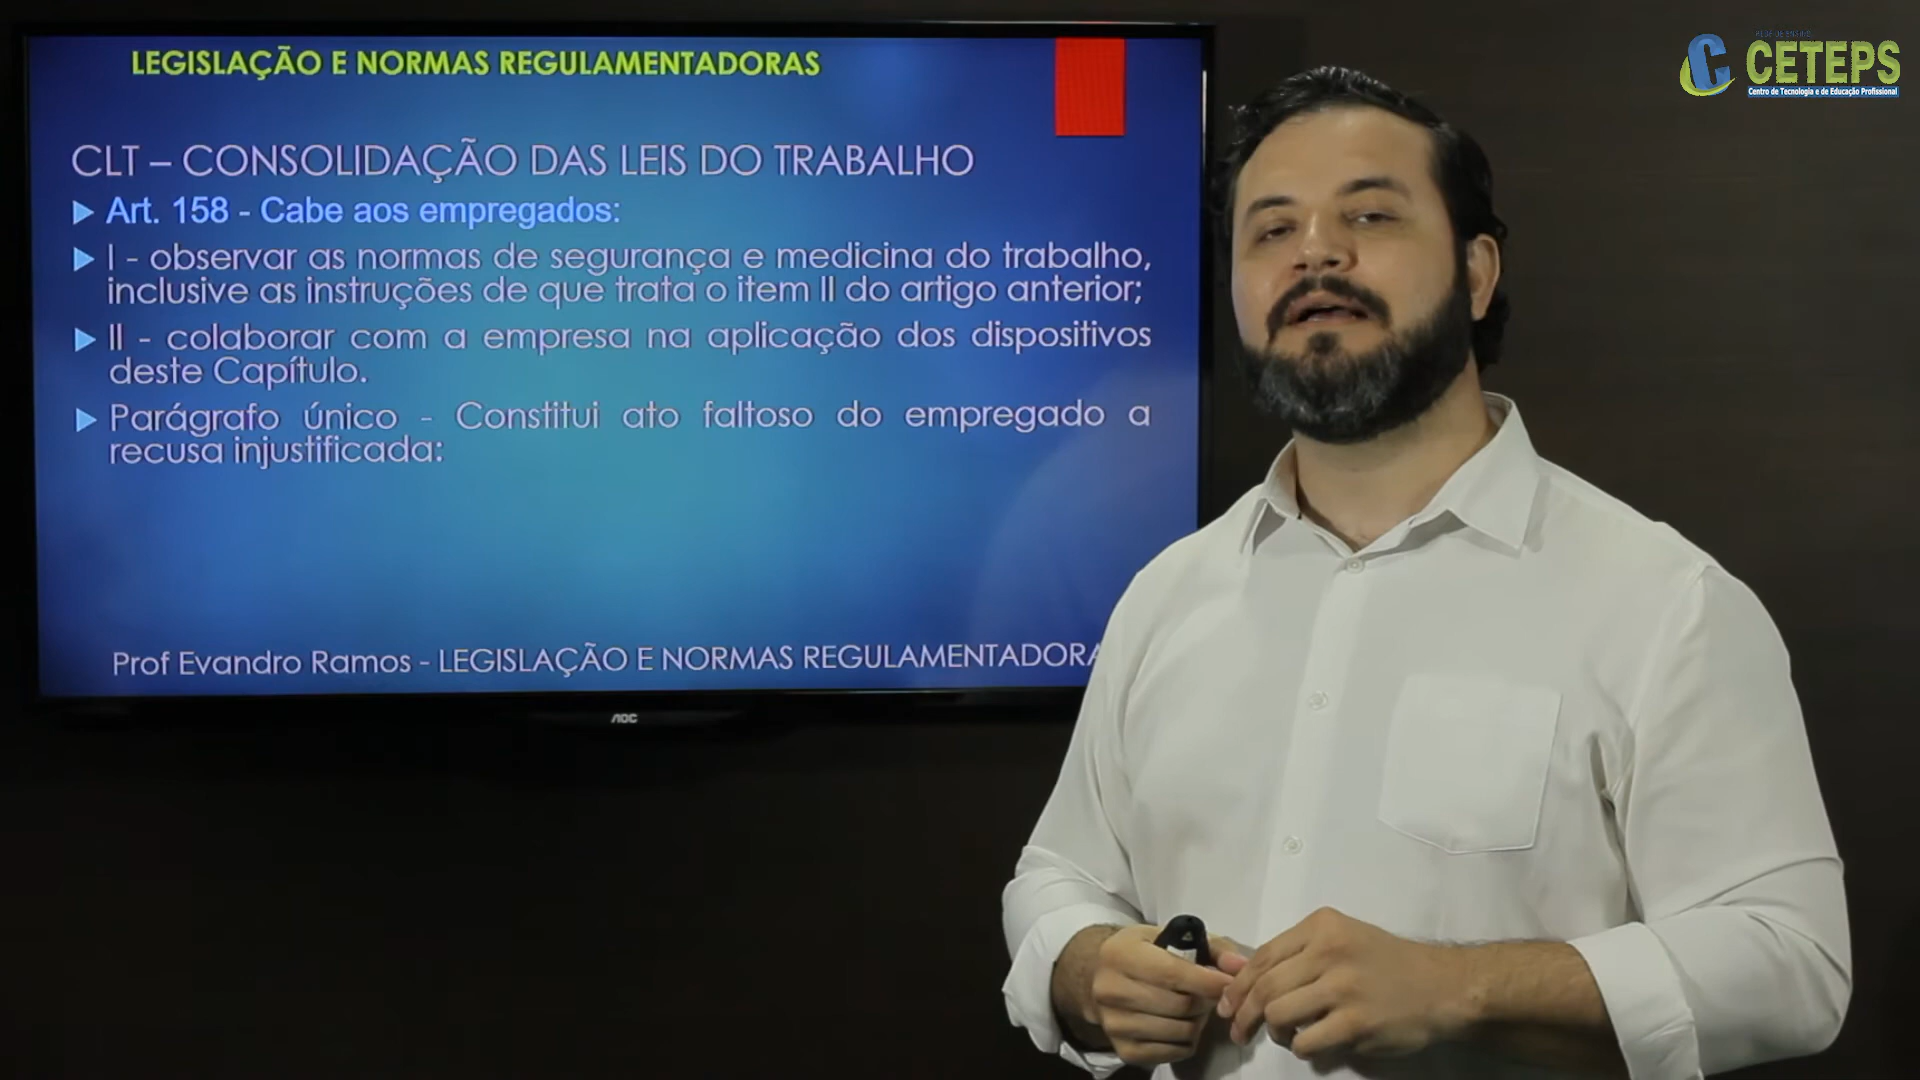 LEGISLAÇÃO E NORMAS REGULAMENTADORAS
CLT – CONSOLIDAÇÃO DAS LEIS DO TRABALHO
Art. 158 - Cabe aos empregados:
I - observar as normas de segurança e medicina do trabalho,
inclusive as instruções de que trata o item II do artigo anterior;
II - colaborar com a empresa na aplicação dos dispositivos
deste Capítulo.
Parágrafo único - Constitui ato faltoso do empregado a
recusa injustificada:
Prof Evandro Ramos - LEGISLAÇÃO E NORMAS REGULAMENTADORA
AOC
REDE DE ENSINO
CETEPS
Centro de Tecnologia e de Educação Profissional